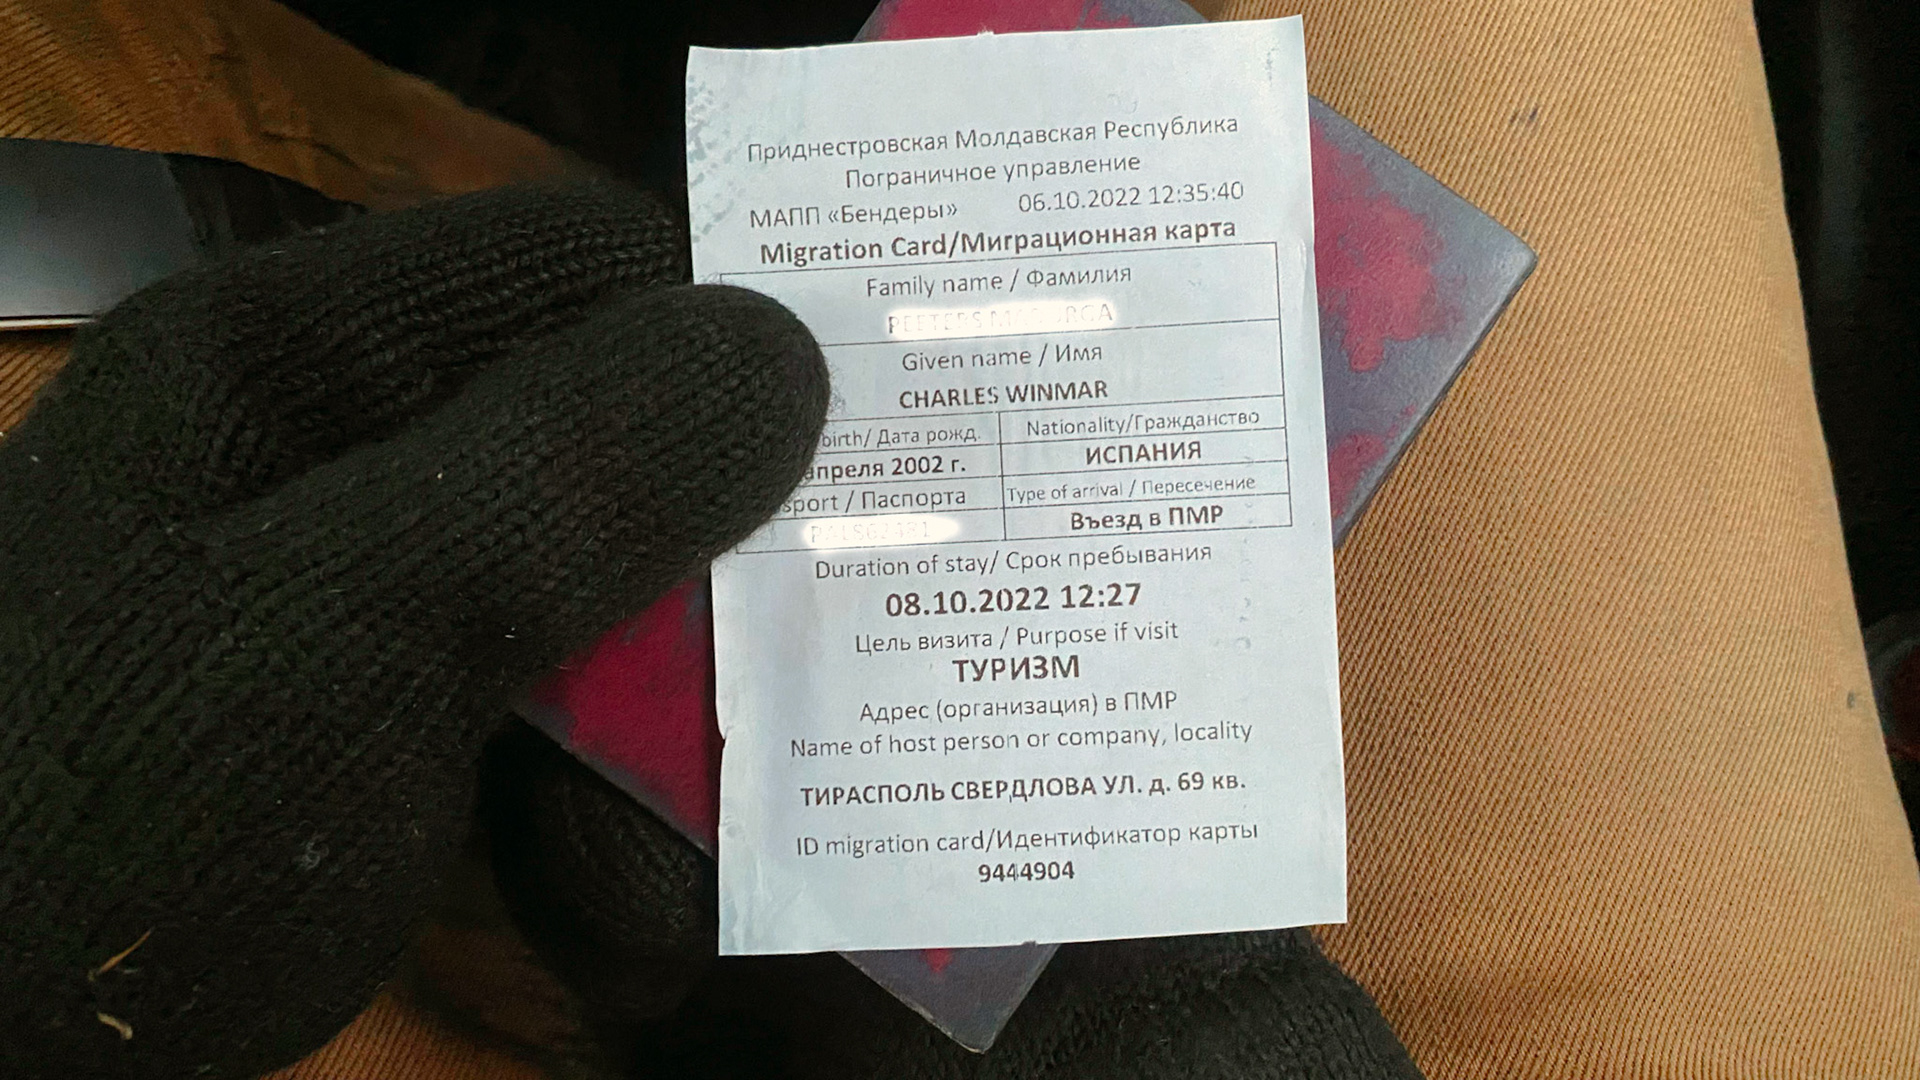 Приднестровская Молдавская Республика
Пограничное управление
МАПП «Бендеры» 06.10.2022 12:35:40
Migration Card/Миграционная карта
Family name / Фамилия
Given name / Имя
CHARLES WINMAR
birth/ Дата рожд. Nationality/Гражданство
апреля 2002 г. ИСПАНИЯ
sport / Паспорта Type of arrival / Пересечение
Въезд в ПМР
Duration of stay/ Срок пребывания
08.10.2022 12:27
Цель визита / Purpose if visit
ТУРИЗМ
Адрес (организация) в ПМР
Name of host person or company, locality
ТИРАСПОЛЬ СВЕРДЛОВА УЛ. д. 69 кв.
ID migration card/Идентификатор карты
9444904